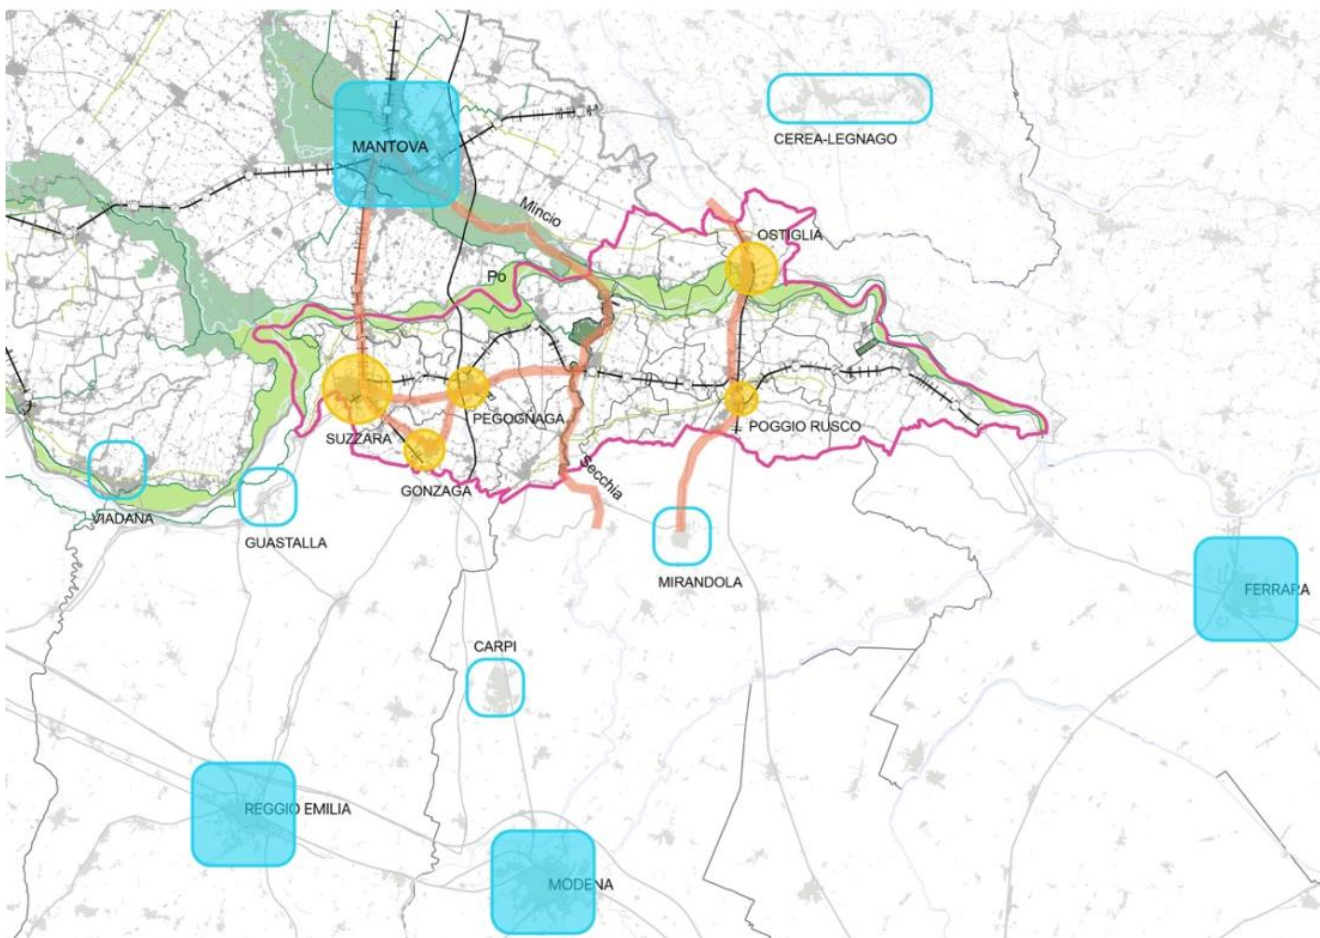 MANTOVA
CEREA-LEGNAGO
Mincio
OSTIGLIA
Po
PEGOGNAGA
SUZZARA
POGGIO RUSCO
GONZAGA
Secchia
VIADANA
GUASTALLA
MIRANDOLA
FERRARA
CARPI
REGGIO EMILIA
MODENA